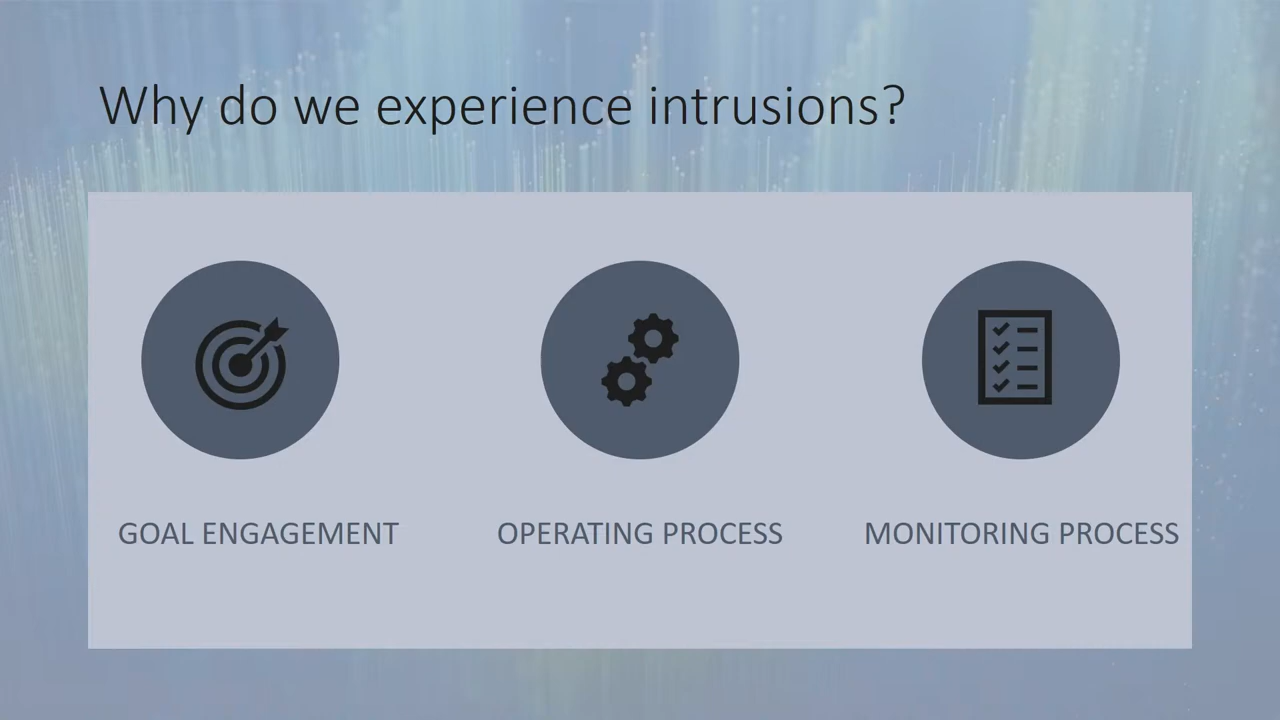 Why do we experience intrusions?
GOAL ENGAGEMENT
OPERATING PROCESS
MONITORING PROCESS